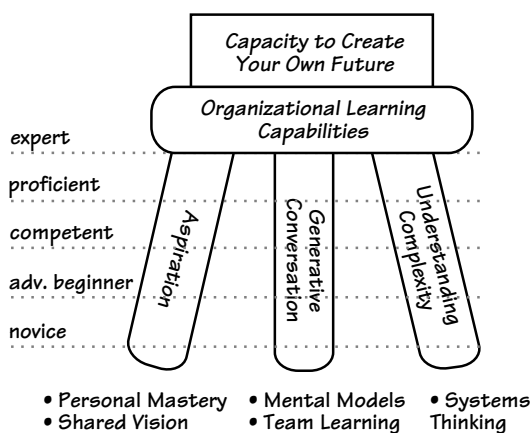 Capacity to Create
Your Own Future
Organizational Learning
Capabilities
expert
proficient
competent
adv. beginner
novice
Aspiration
Generative
Conversation
Understanding
Complexity
• Personal Mastery
• Shared Vision
• Mental Models
• Team Learning
• Systems
Thinking